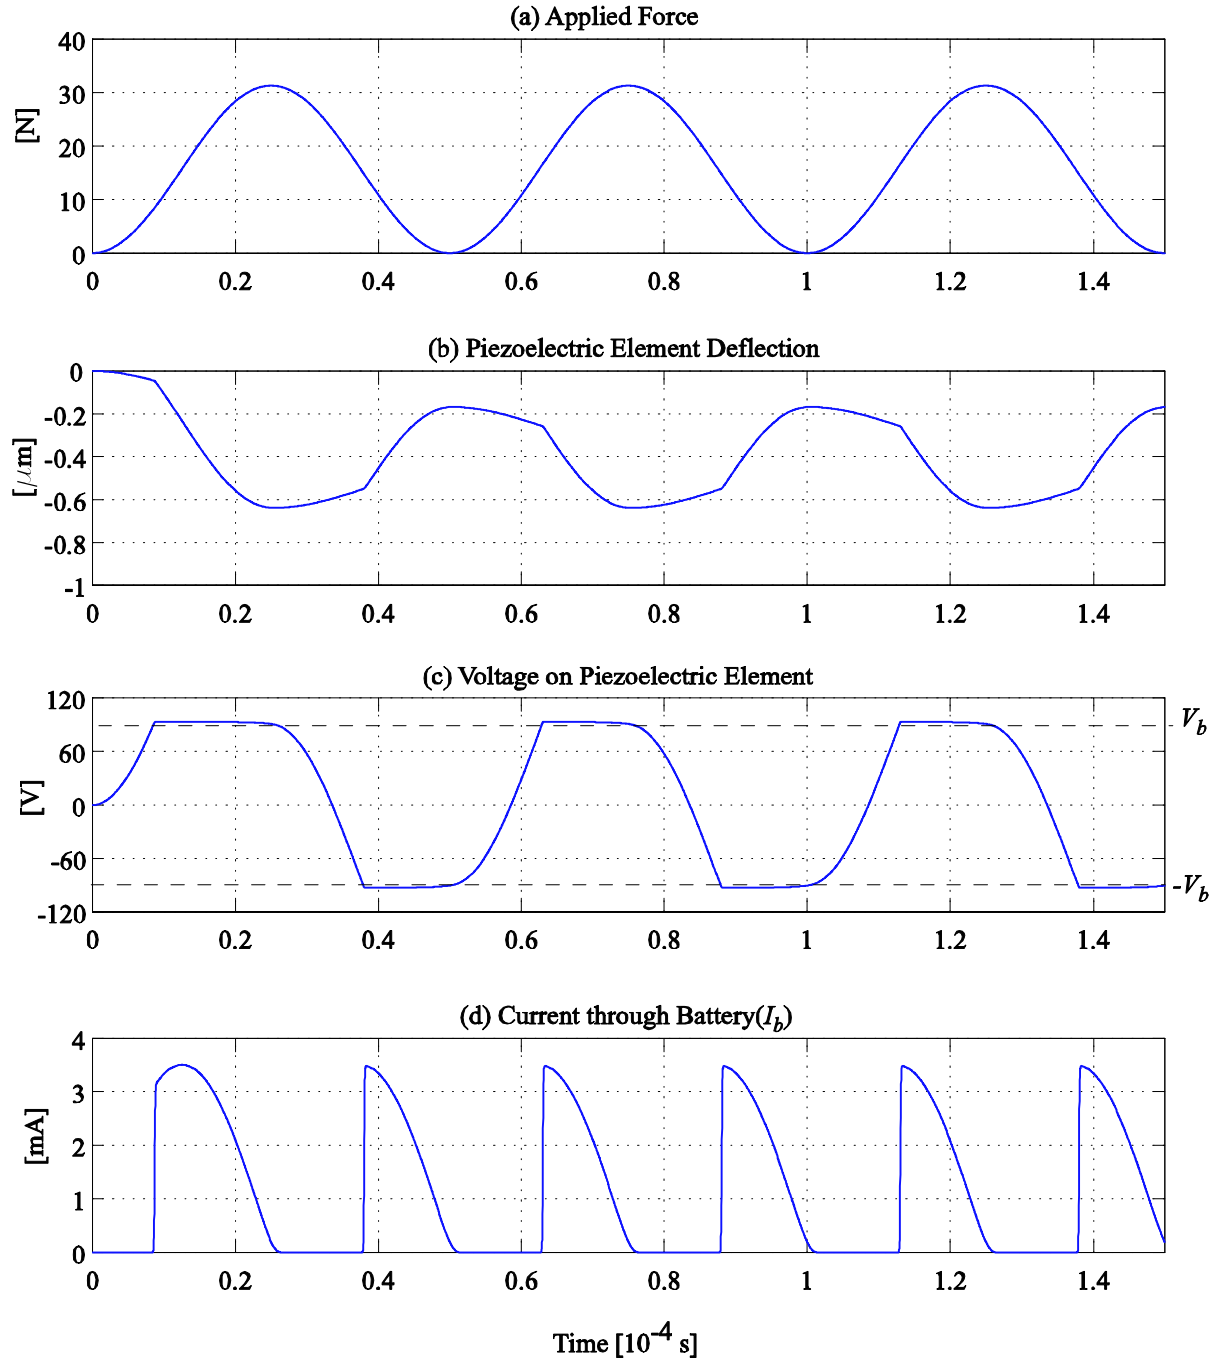 (a) Applied Force
40
30
20
10
0
[N]
0 0.2 0.4 0.6 0.8 1 1.2 1.4
(b) Piezoelectric Element Deflection
0
-0.2
-0.4
-0.6
-0.8
-1
[/μm]
0 0.2 0.4 0.6 0.8 1 1.2 1.4
(c) Voltage on Piezoelectric Element
120
60
0
-60
-120
[V]
V_b
-V_b
0 0.2 0.4 0.6 0.8 1 1.2 1.4
(d) Current through Battery(I_b)
4
3
2
1
0
[mA]
0 0.2 0.4 0.6 0.8 1 1.2 1.4
Time [10^-4 s]